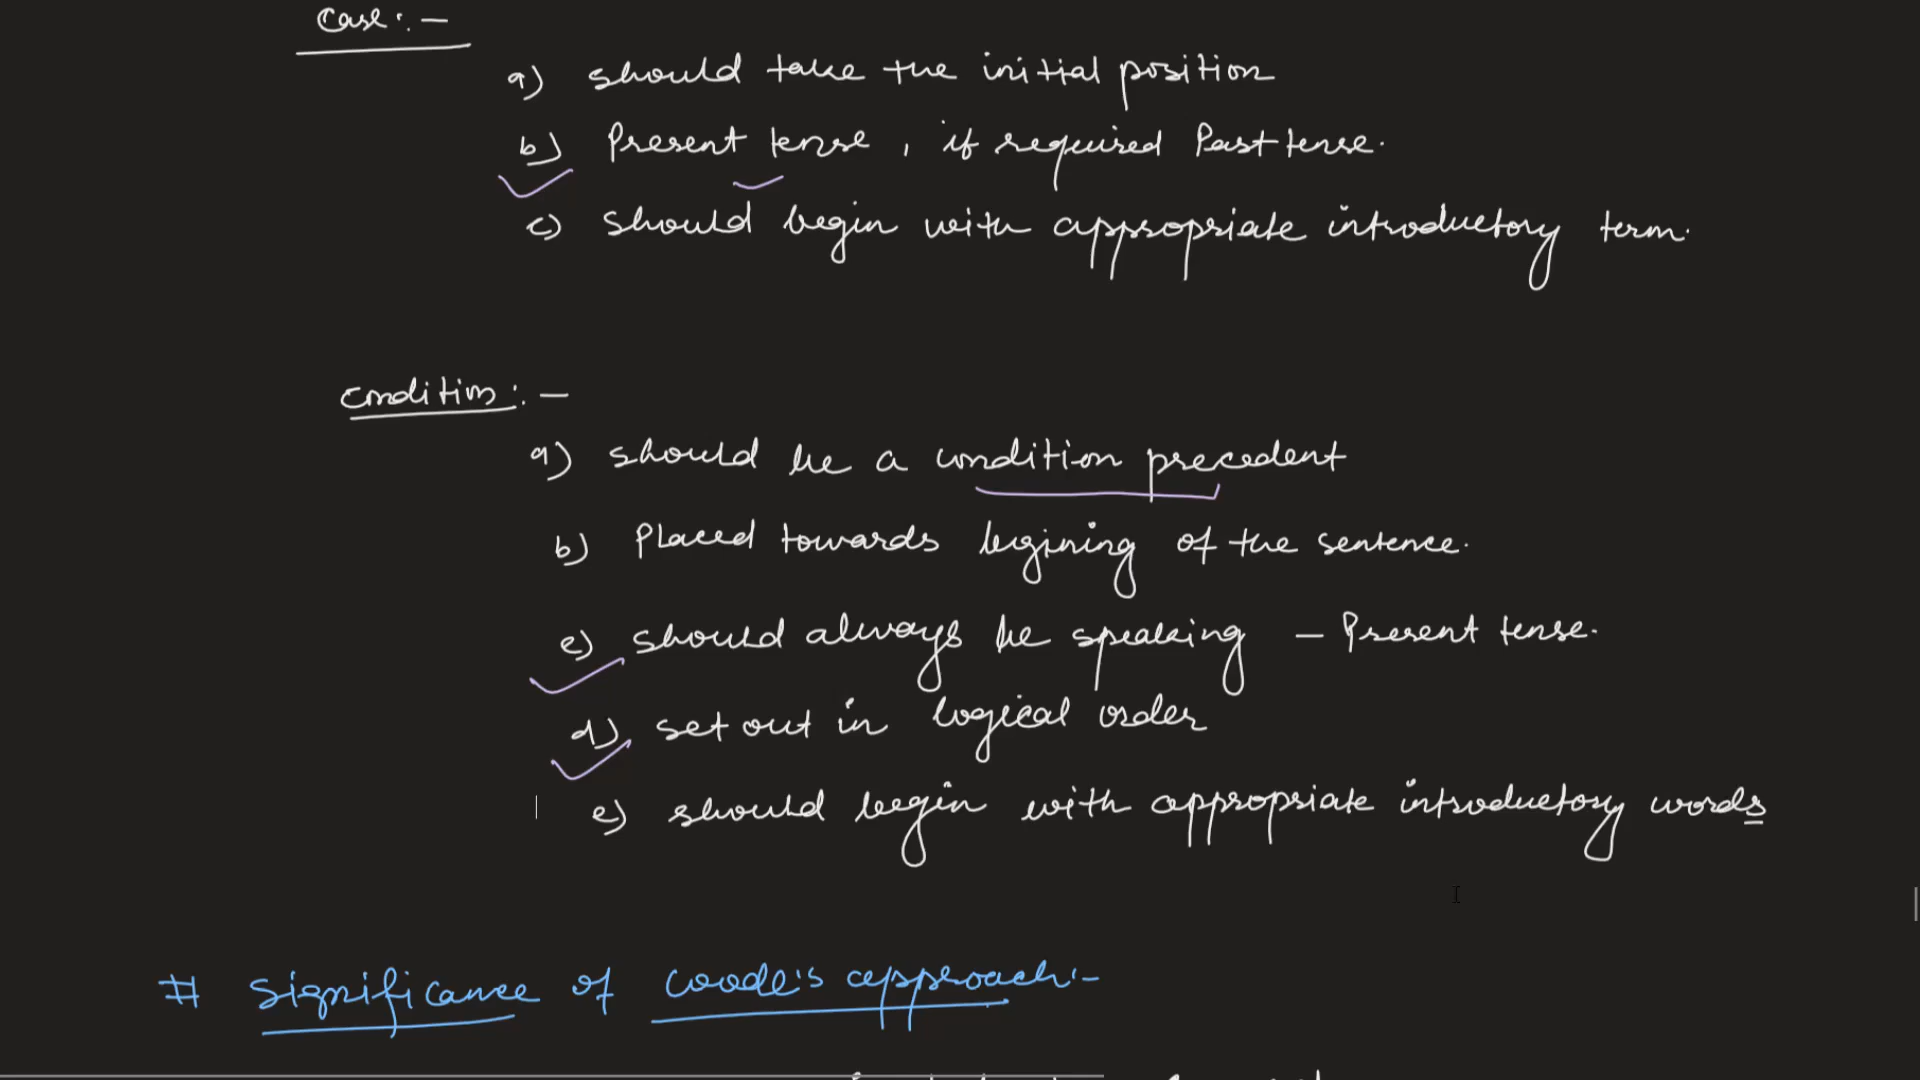 Case:-
a) should take the initial position
b) Present tense, if required Past tense.
c) should begin with appropriate introductory term.
Condition:-
a) should be a condition precedent
b) Placed towards begining of the sentence.
c) should always be speaking - Present tense.
d) set out in logical order
e) should begin with appropriate introductory words
# Significance of Coode's approach:-